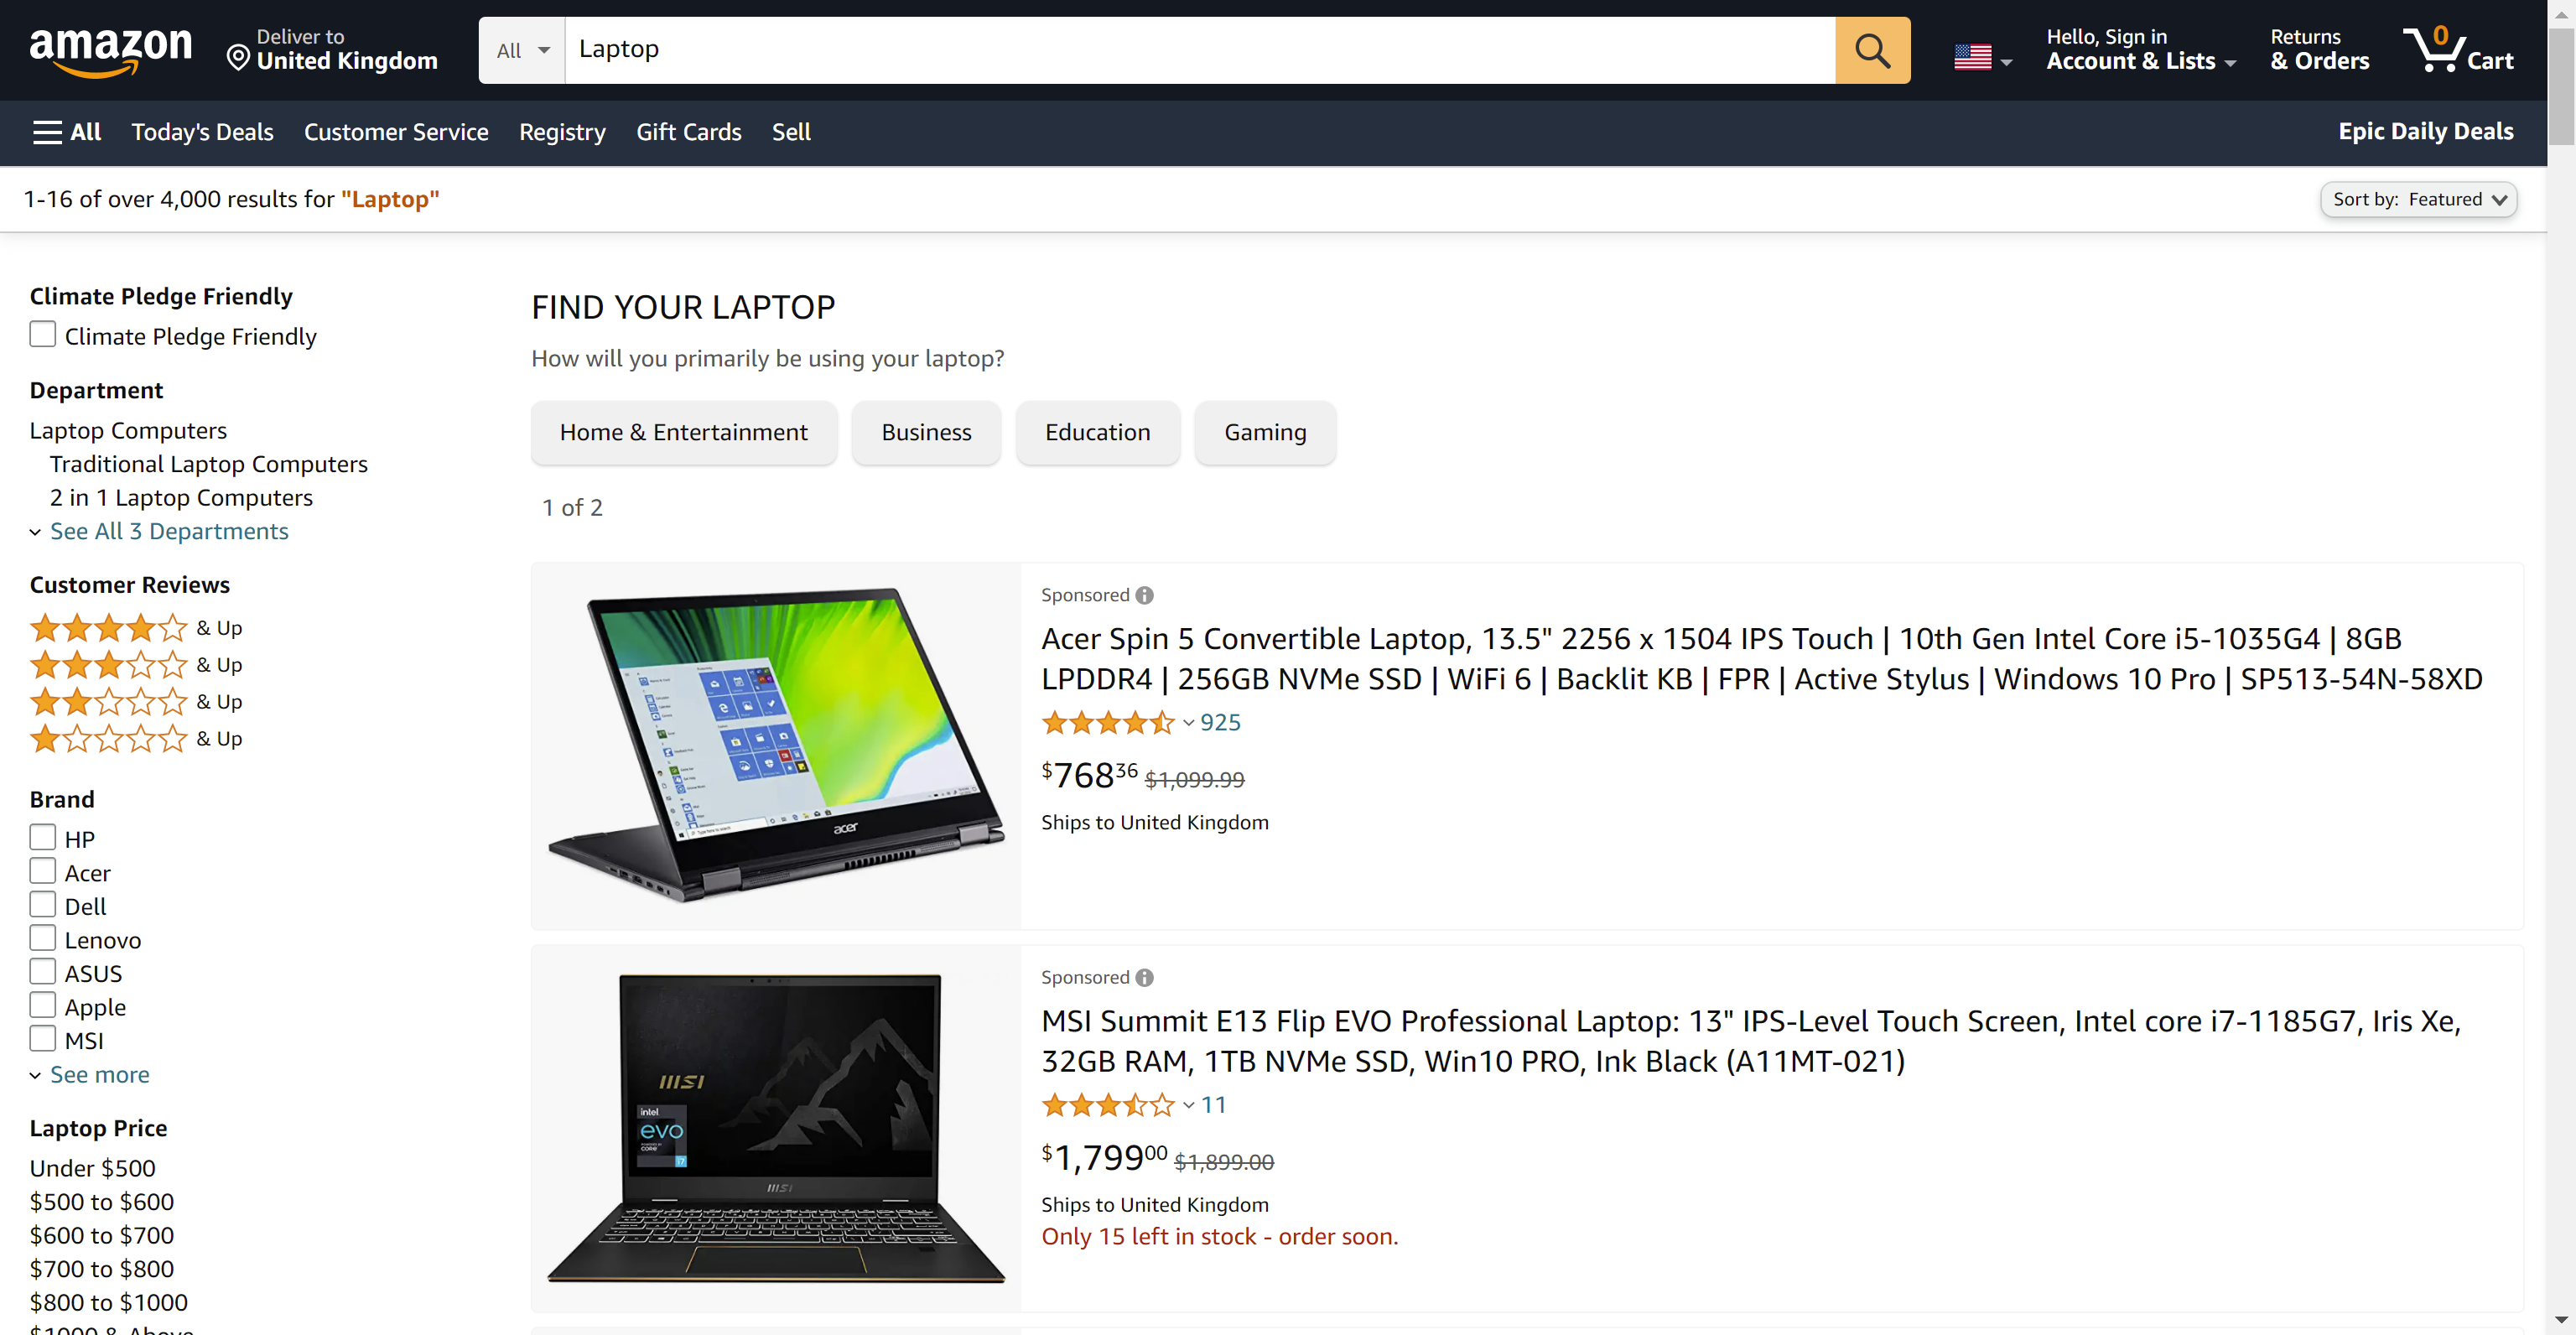 amazon
Deliver to
United Kingdom
All
Laptop
Hello, Sign in
Account & Lists
Returns
& Orders
0
Cart
All
Today's Deals
Customer Service
Registry
Gift Cards
Sell
Epic Daily Deals
1-16 of over 4,000 results for "Laptop"
Sort by: Featured
Climate Pledge Friendly
Climate Pledge Friendly
Department
Laptop Computers
Traditional Laptop Computers
2 in 1 Laptop Computers
See All 3 Departments
Customer Reviews
& Up
& Up
& Up
& Up
Brand
HP
Acer
Dell
Lenovo
ASUS
Apple
MSI
See more
Laptop Price
Under $500
$500 to $600
$600 to $700
$700 to $800
$800 to $1000
$1000 & Above
FIND YOUR LAPTOP
How will you primarily be using your laptop?
Home & Entertainment
Business
Education
Gaming
1 of 2
acer
Sponsored
Acer Spin 5 Convertible Laptop, 13.5" 2256 x 1504 IPS Touch | 10th Gen Intel Core i5-1035G4 | 8GB
LPDDR4 | 256GB NVMe SSD | WiFi 6 | Backlit KB | FPR | Active Stylus | Windows 10 Pro | SP513-54N-58XD
925
$768.36 $1,099.99
Ships to United Kingdom
msi
intel
evo
core
i7
msi
Sponsored
MSI Summit E13 Flip EVO Professional Laptop: 13" IPS-Level Touch Screen, Intel core i7-1185G7, Iris Xe,
32GB RAM, 1TB NVMe SSD, Win10 PRO, Ink Black (A11MT-021)
11
$1,799.00 $1,899.00
Ships to United Kingdom
Only 15 left in stock - order soon.